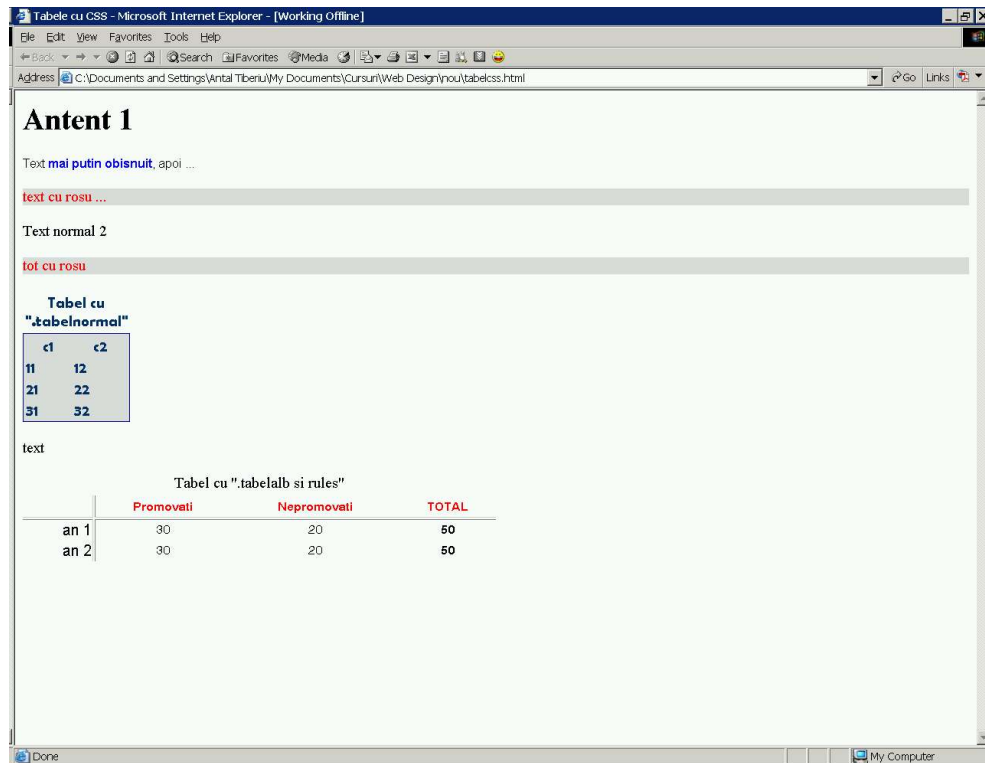 Tabele cu CSS - Microsoft Internet Explorer - [Working Offline]
File Edit View Favorites Tools Help
Back Search Favorites Media
Address C:\Documents and Settings\Antal Tiberiu\My Documents\Cursuri\Web Design\nou\tabelcss.html Go Links
Antent 1
Text mai putin obisnuit, apoi ...
text cu rosu ...
Text normal 2
tot cu rosu
Tabel cu
".tabelnormal"
c1 c2
11 12
21 22
31 32
text
Tabel cu ".tabelalb si rules"
Promovati Nepromovati TOTAL
an 1 30 20 50
an 2 30 20 50
Done My Computer